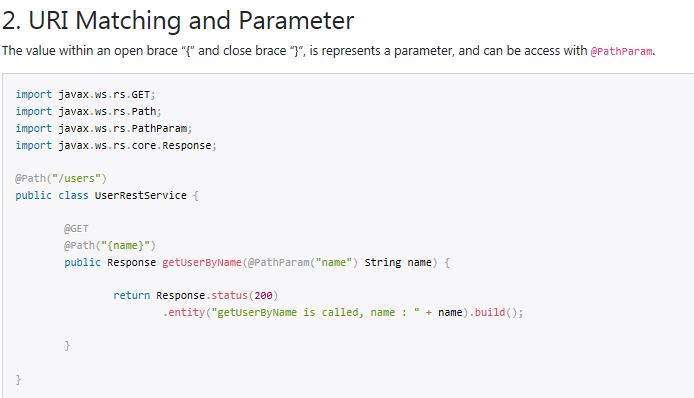 2. URI Matching and Parameter
The value within an open brace “{” and close brace “}”, is represents a parameter, and can be access with @PathParam.
import javax.ws.rs.GET;
import javax.ws.rs.Path;
import javax.ws.rs.PathParam;
import javax.ws.rs.core.Response;
@Path("/users")
public class UserRestService {
@GET
@Path("{name}")
public Response getUserByName(@PathParam("name") String name) {
return Response.status(200)
.entity("getUserByName is called, name : " + name).build();
}
}